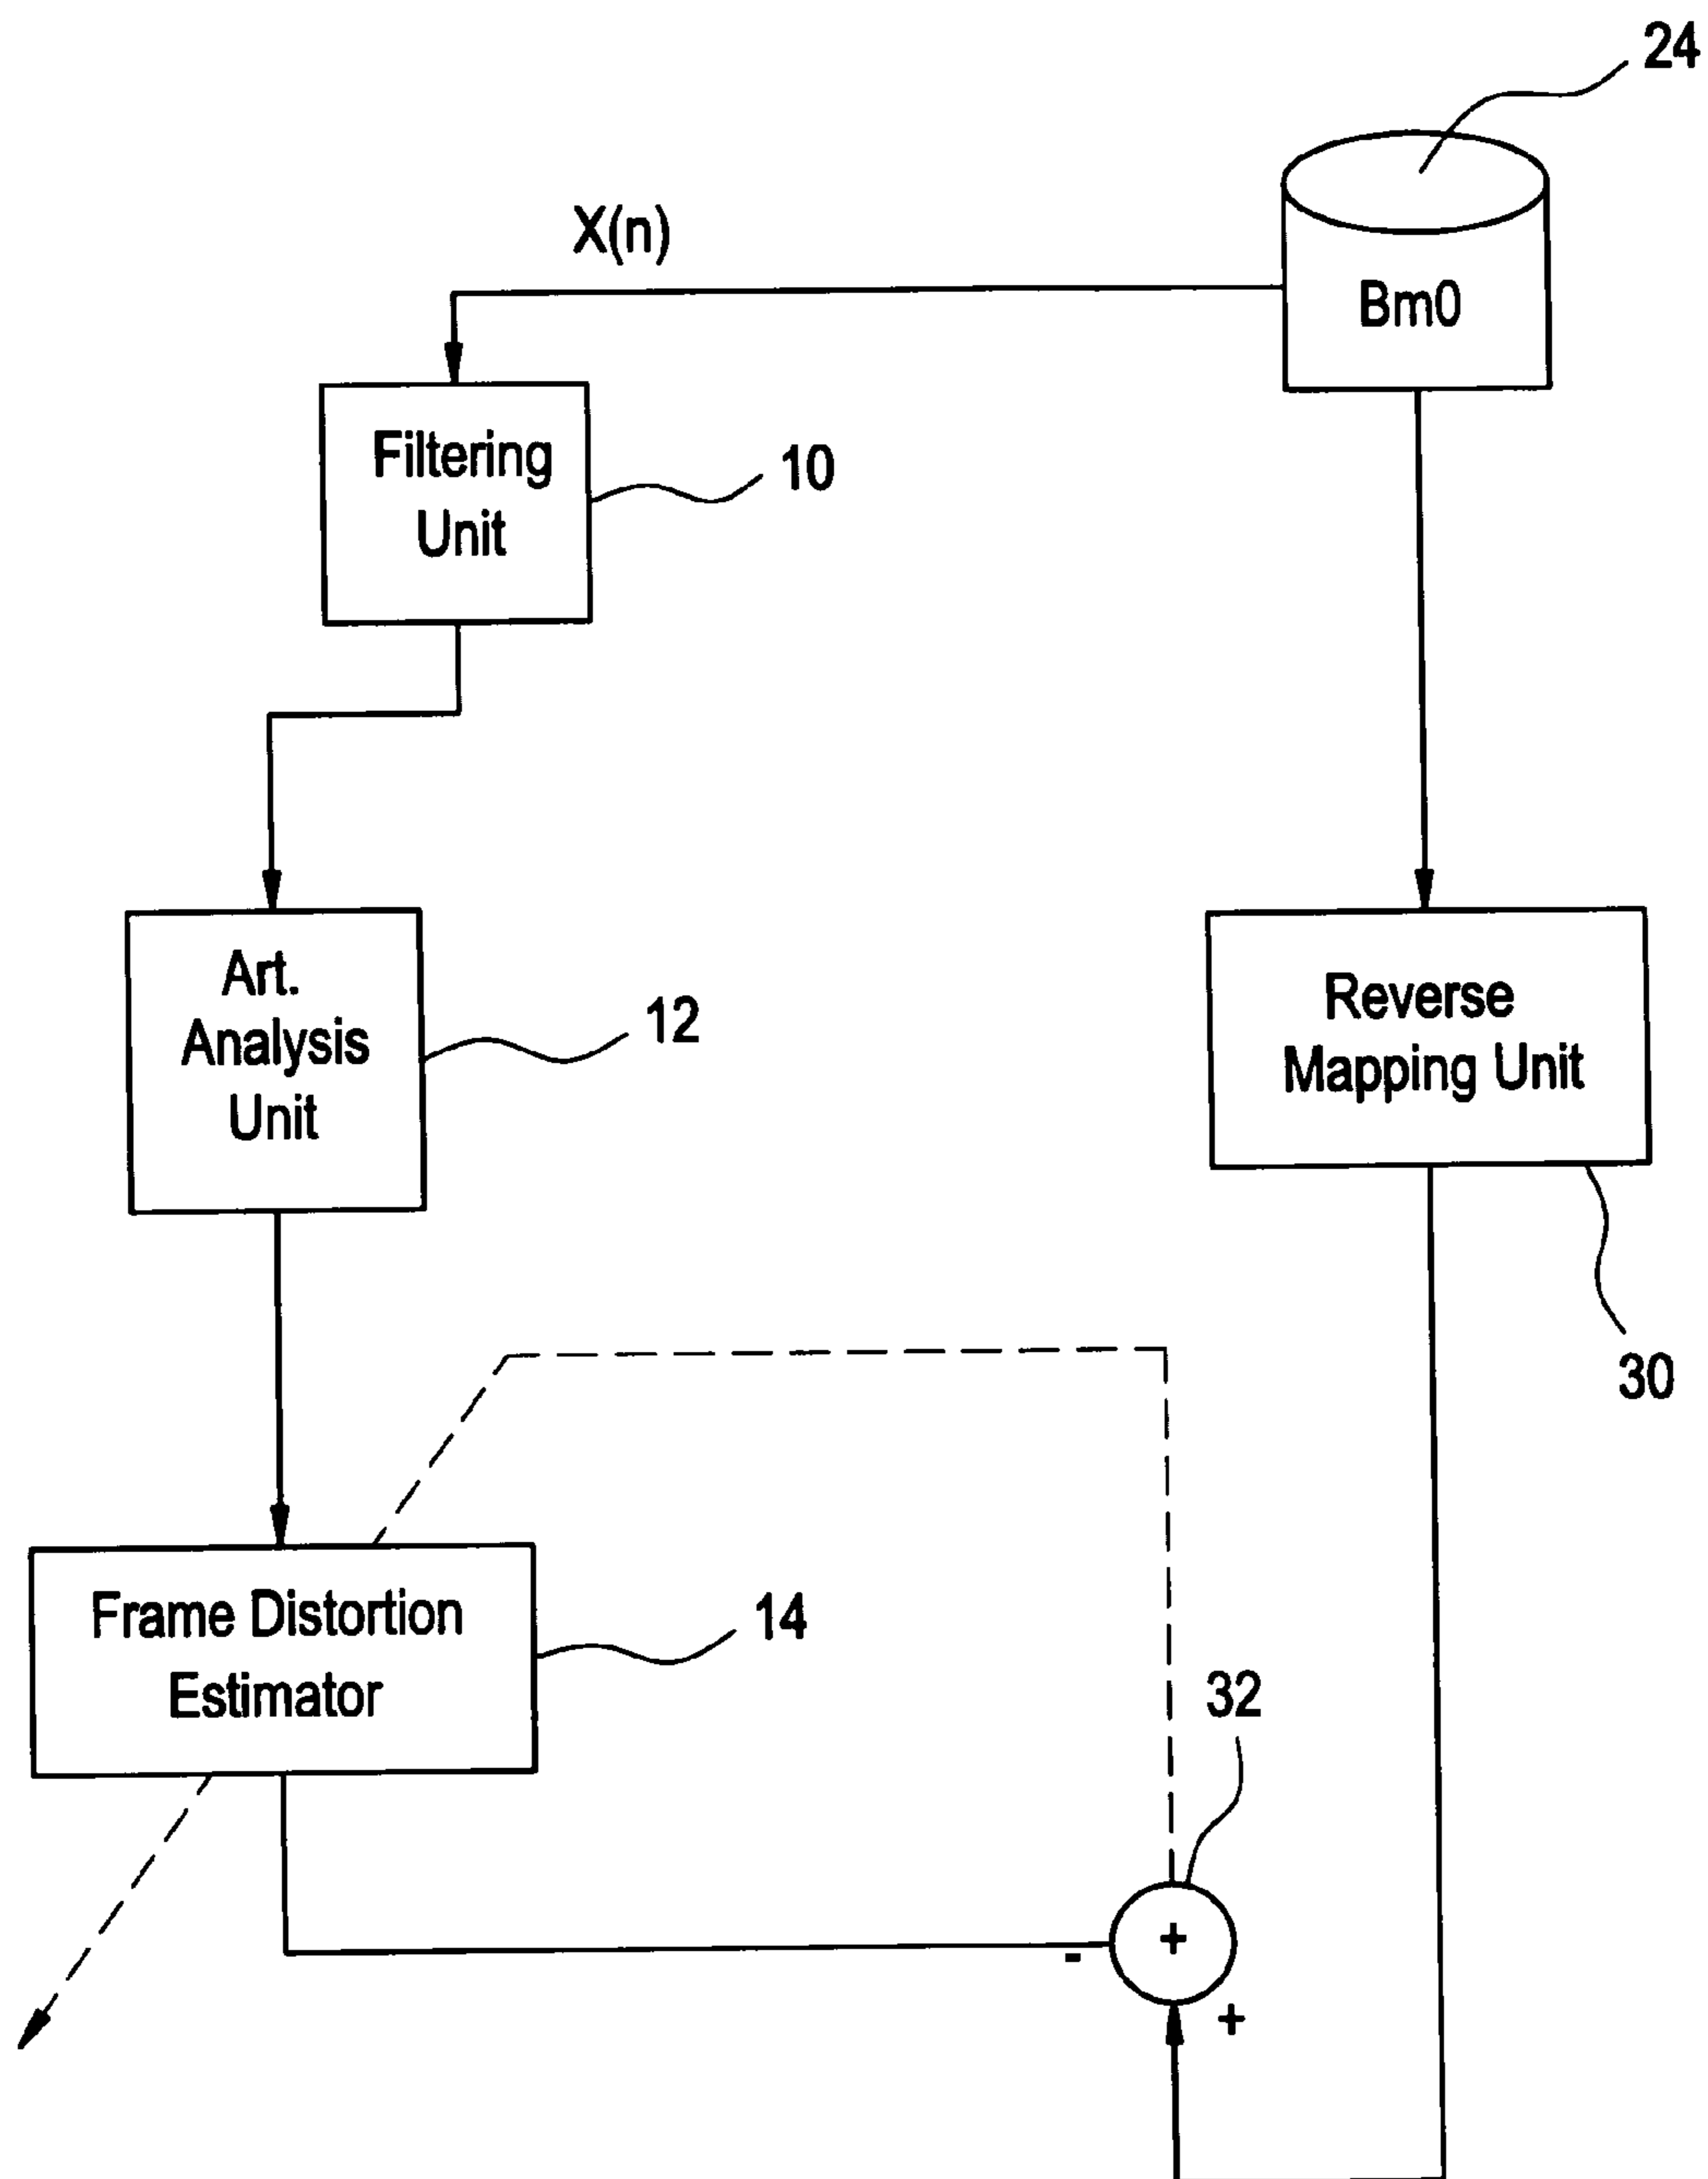 24
X(n)
Bm0
Filtering
Unit
10
Art.
Analysis
Unit
12
Reverse
Mapping Unit
30
Frame Distortion
Estimator
14
32
+
-
+